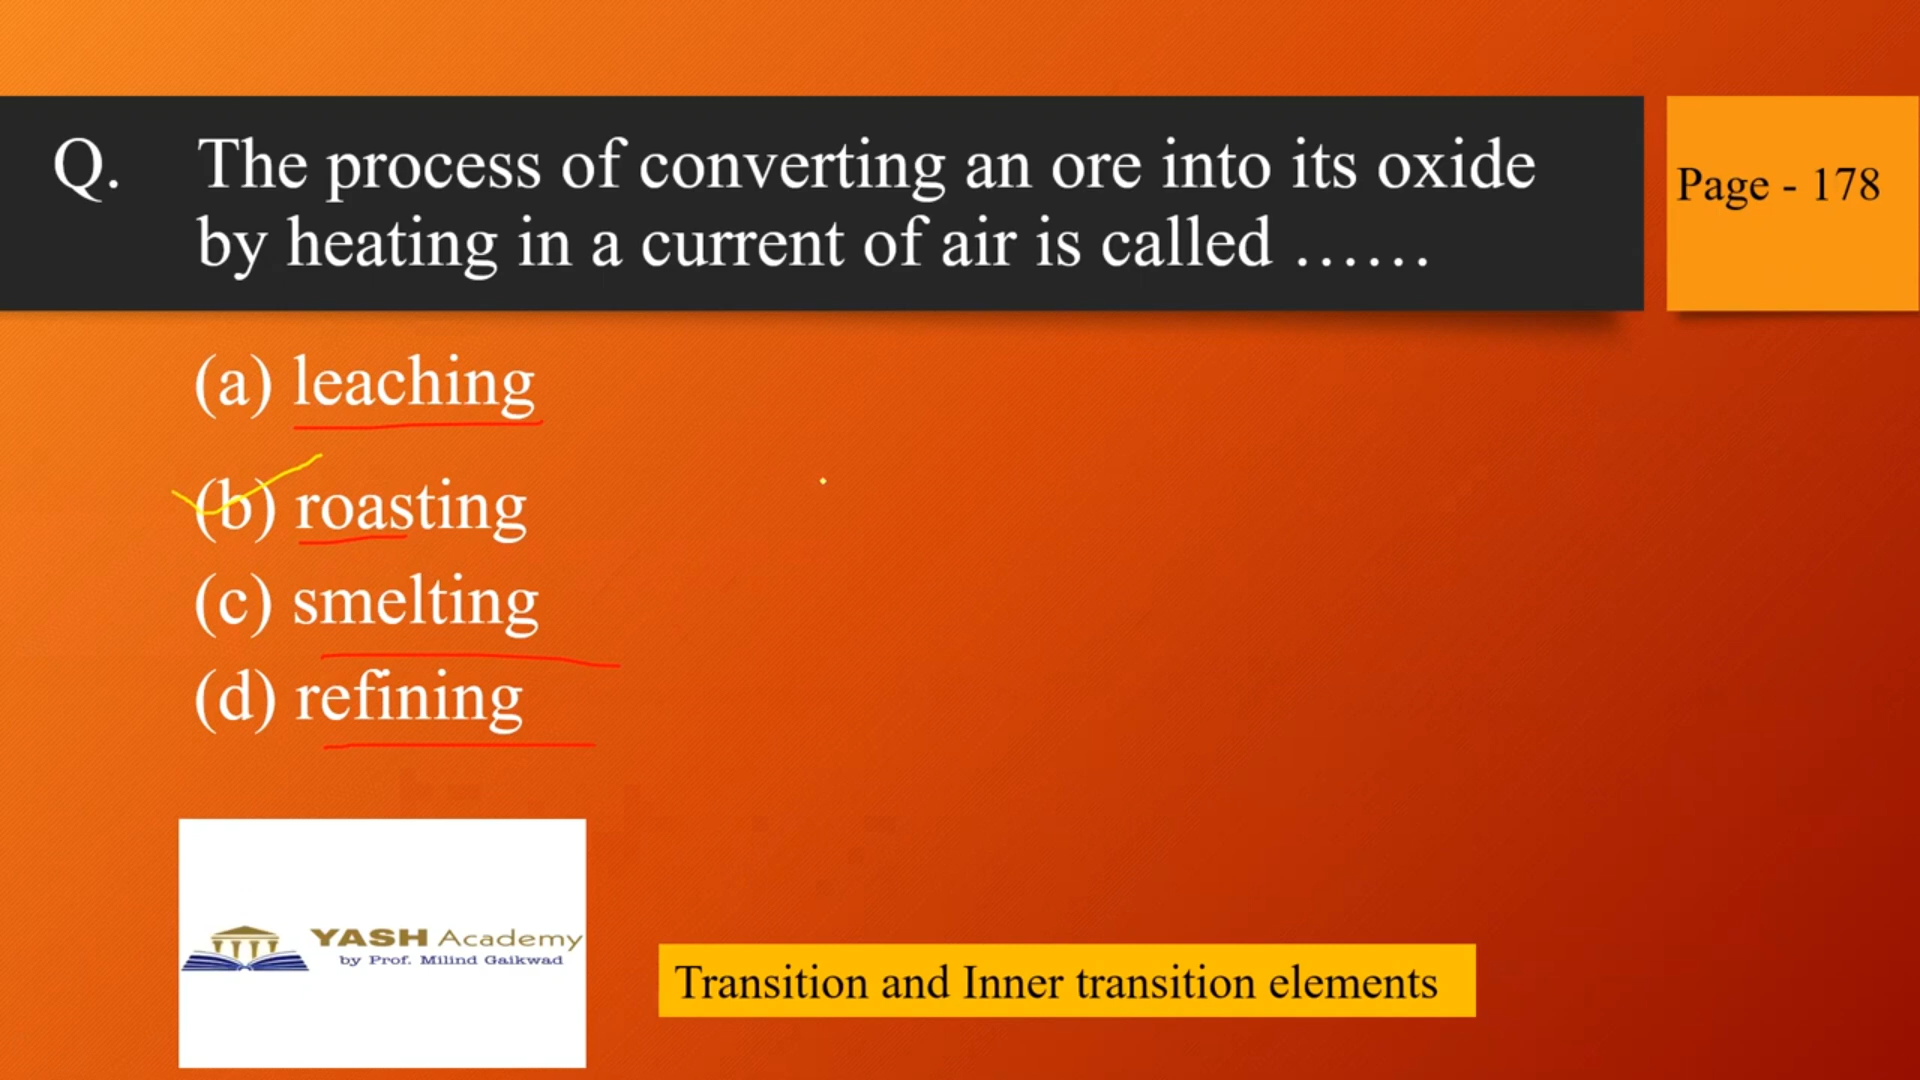 Q. The process of converting an ore into its oxide
by heating in a current of air is called ......
Page - 178
(a) leaching
(b) roasting
(c) smelting
(d) refining
YASH Academy
by Prof. Milind Gaikwad
Transition and Inner transition elements